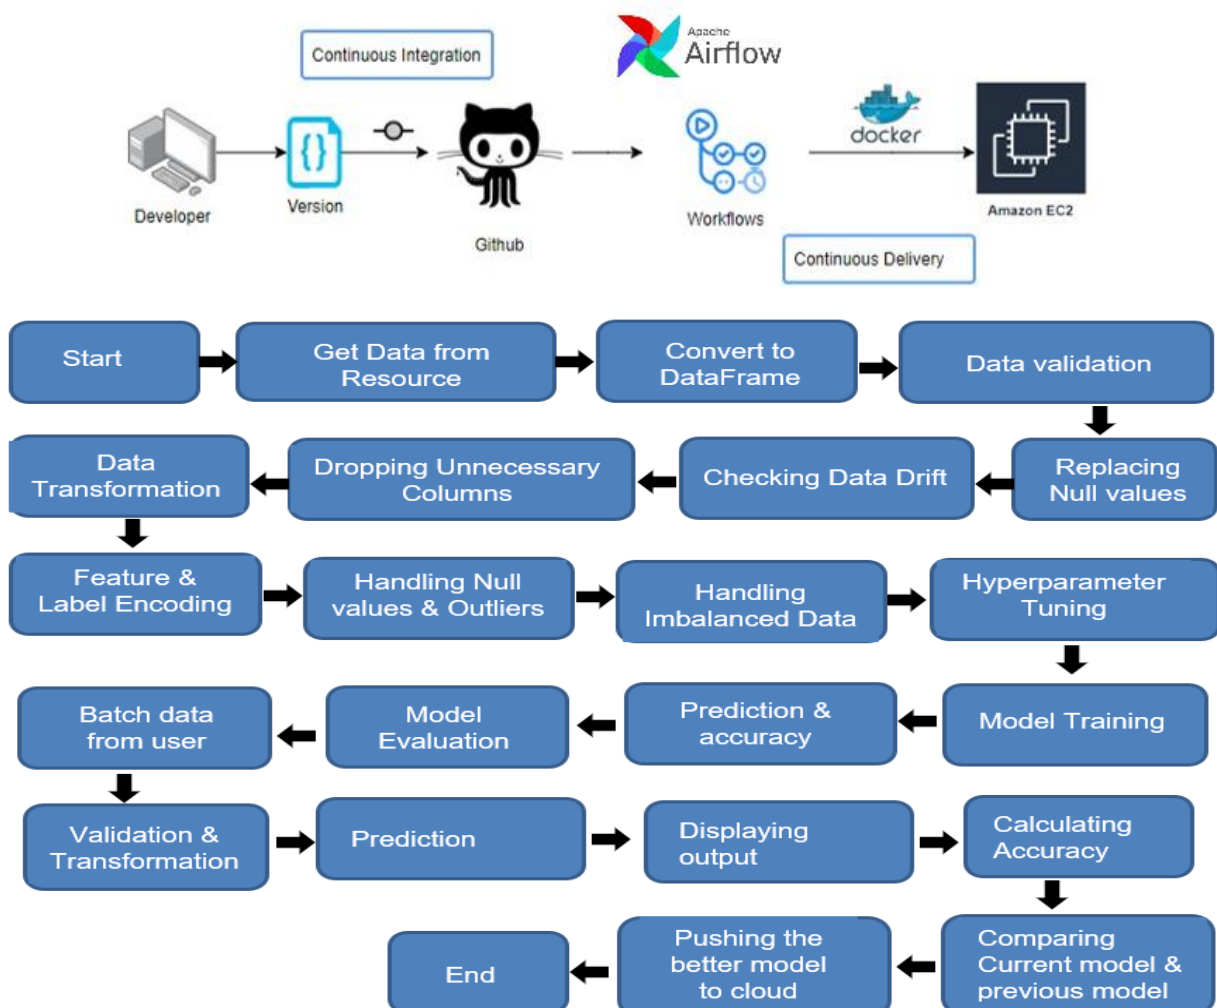 Continuous Integration
Apache
Airflow
docker
Developer
Version
Github
Workflows
Amazon EC2
Continuous Delivery
Start
Get Data from
Resource
Convert to
DataFrame
Data validation
Data
Transformation
Dropping Unnecessary
Columns
Checking Data Drift
Replacing
Null values
Feature &
Label Encoding
Handling Null
values & Outliers
Handling
Imbalanced Data
Hyperparameter
Tuning
Batch data
from user
Model
Evaluation
Prediction &
accuracy
Model Training
Validation &
Transformation
Prediction
Displaying
output
Calculating
Accuracy
End
Pushing the
better model
to cloud
Comparing
Current model &
previous model